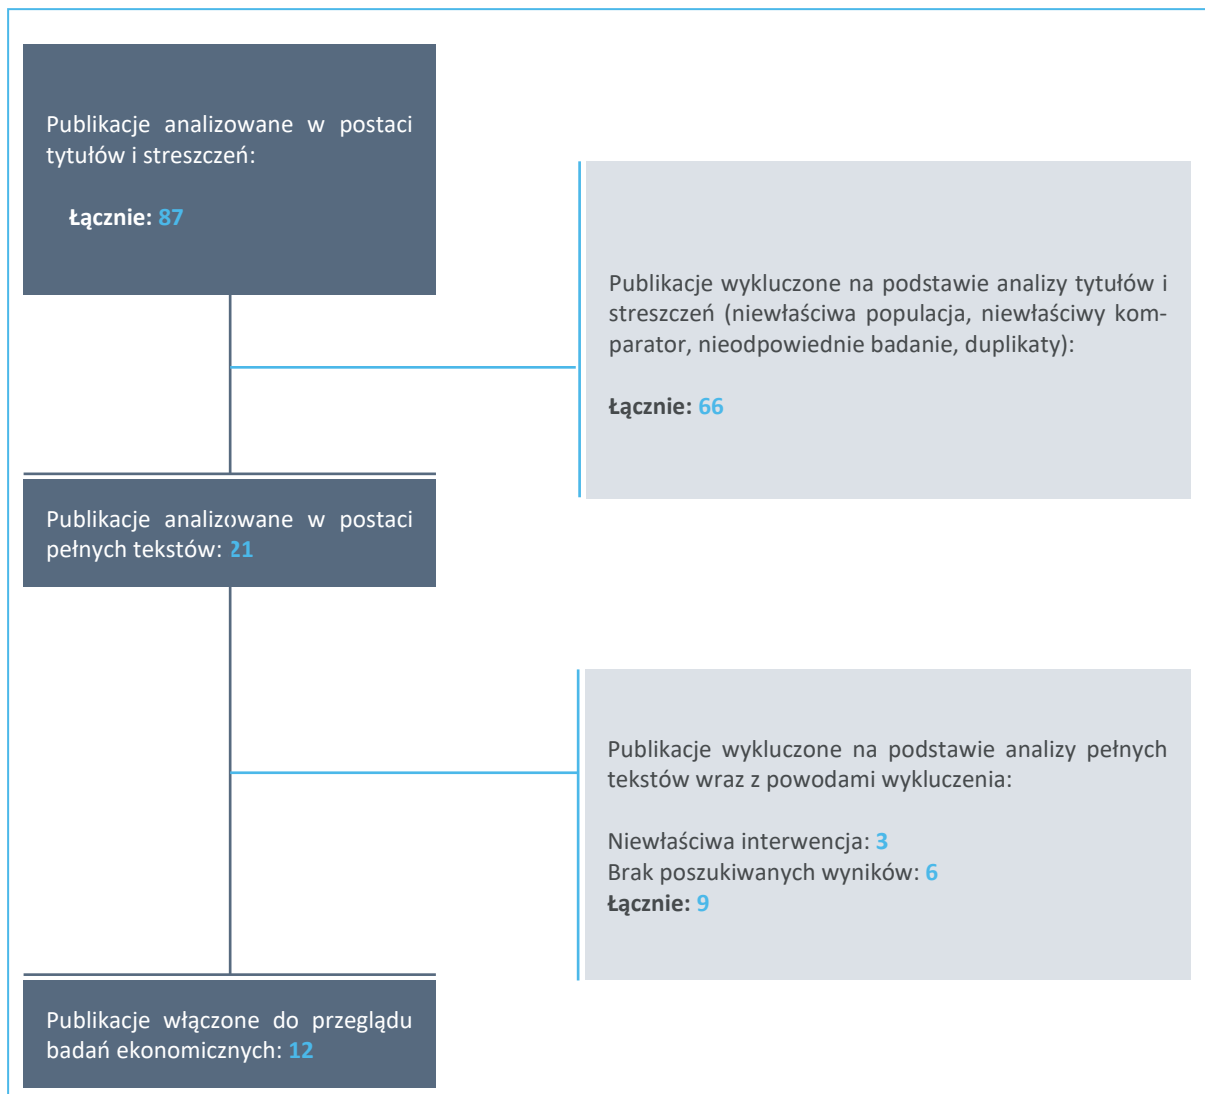 Publikacje analizowane w postaci
tytułów i streszczeń:
Łącznie: 87
Publikacje wykluczone na podstawie analizy tytułów i
streszczeń (niewłaściwa populacja, niewłaściwy kom-
parator, nieodpowiednie badanie, duplikaty):
Łącznie: 66
Publikacje analizowane w postaci
pełnych tekstów: 21
Publikacje wykluczone na podstawie analizy pełnych
tekstów wraz z powodami wykluczenia:
Niewłaściwa interwencja: 3
Brak poszukiwanych wyników: 6
Łącznie: 9
Publikacje włączone do przeglądu
badań ekonomicznych: 12